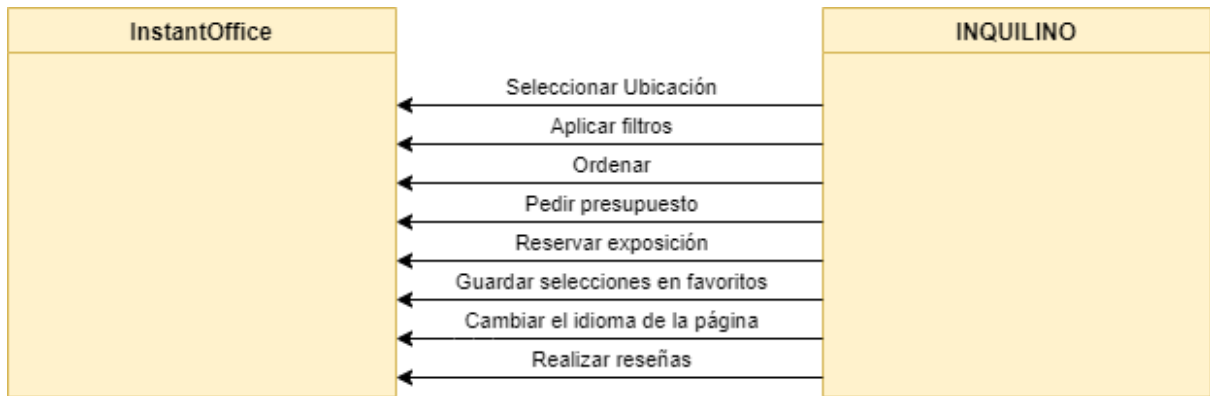 InstantOffice
INQUILINO
Seleccionar Ubicación
Aplicar filtros
Ordenar
Pedir presupuesto
Reservar exposición
Guardar selecciones en favoritos
Cambiar el idioma de la página
Realizar reseñas